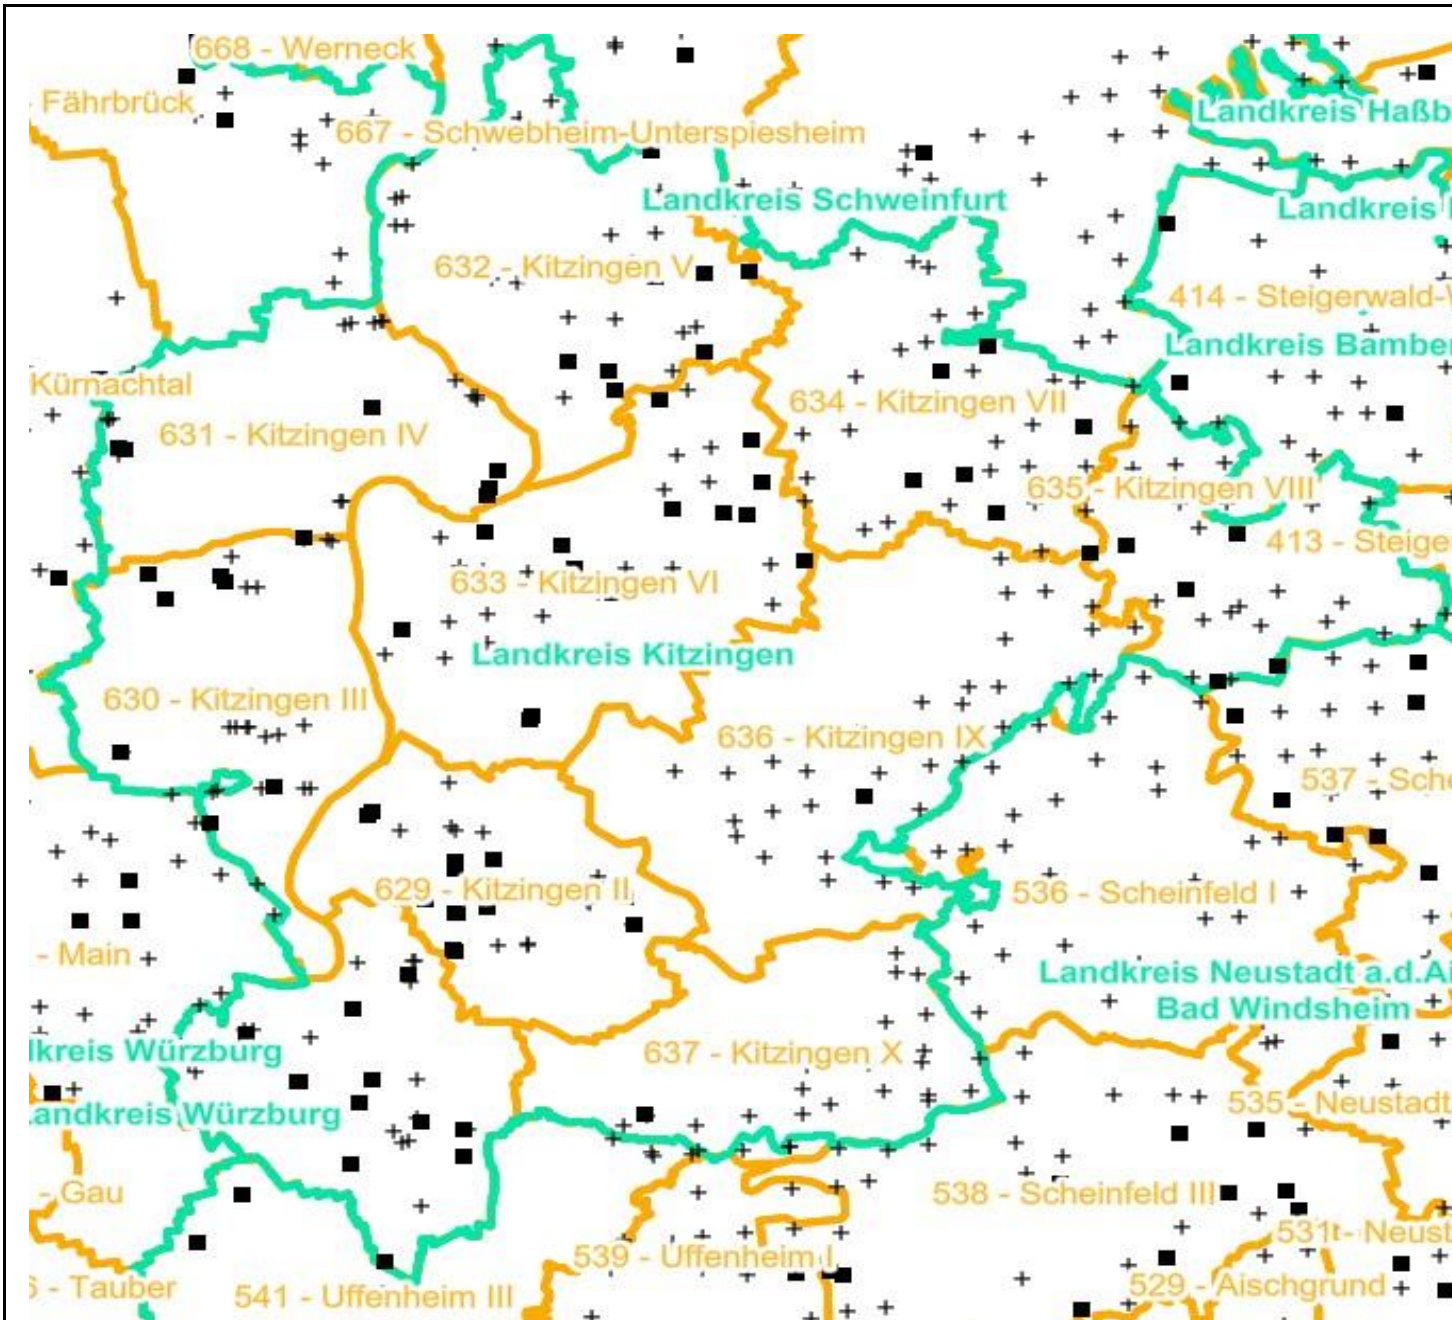 668 - Werneck
Fährbrück
Landkreis Haßb
667 - Schwebheim-Unterspiesheim
Landkreis Schweinfurt
Landkreis
632 - Kitzingen V
414 - Steigerwald-
Landkreis Bamber
Kürnachtal
634 - Kitzingen VII
631 - Kitzingen IV
635 - Kitzingen VIII
413 - Steige
633 - Kitzingen VI
Landkreis Kitzingen
630 - Kitzingen III
636 - Kitzingen IX
537 - Sche
629 - Kitzingen II
536 - Scheinfeld I
- Main
Landkreis Neustadt a.d.Ai
Bad Windsheim
lkreis Würzburg
637 - Kitzingen X
andkreis Würzburg
535 - Neustadt
- Gau
538 - Scheinfeld III
531 - Neust
539 - Uffenheim I
6 - Tauber
541 - Uffenheim III
529 - Aischgrund